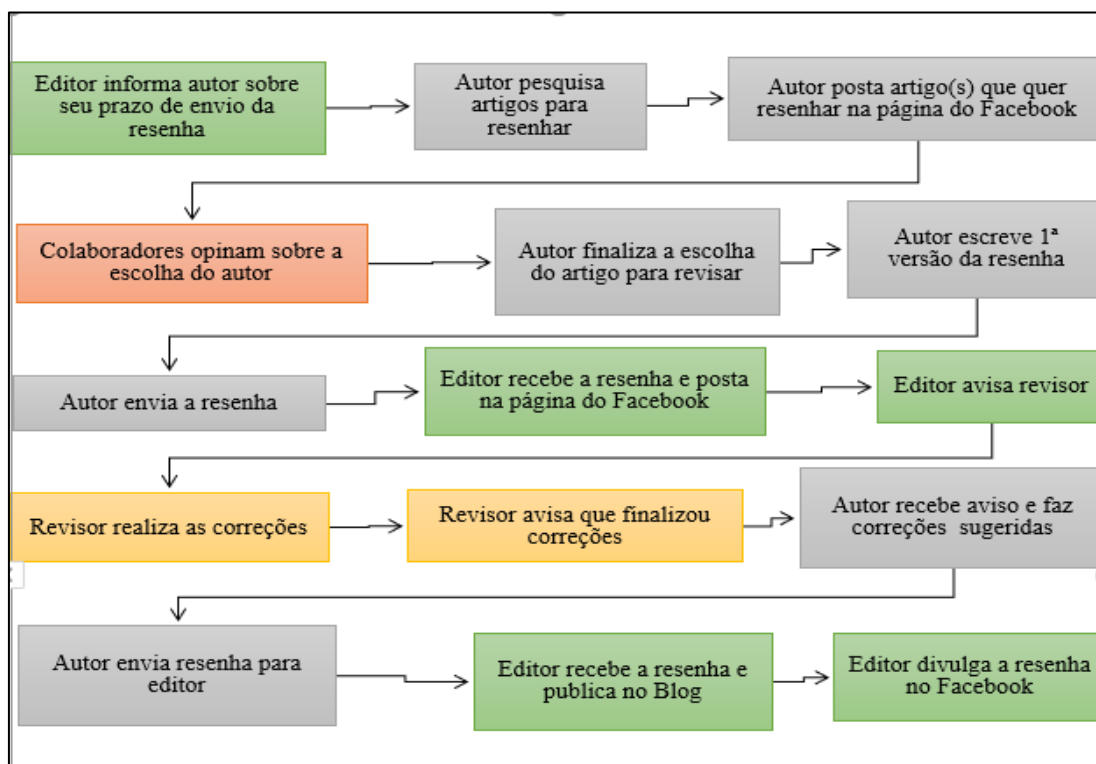 Editor informa autor sobre
seu prazo de envio da
resenha
Autor pesquisa
artigos para
resenhar
Autor posta artigo(s) que quer
resenhar na página do Facebook
Colaboradores opinam sobre a
escolha do autor
Autor finaliza a escolha
do artigo para revisar
Autor escreve 1ª
versão da resenha
Autor envia a resenha
Editor recebe a resenha e posta
na página do Facebook
Editor avisa revisor
Revisor realiza as correções
Revisor avisa que finalizou
correções
Autor recebe aviso e faz
correções sugeridas
Autor envia resenha para
editor
Editor recebe a resenha e
publica no Blog
Editor divulga a resenha
no Facebook